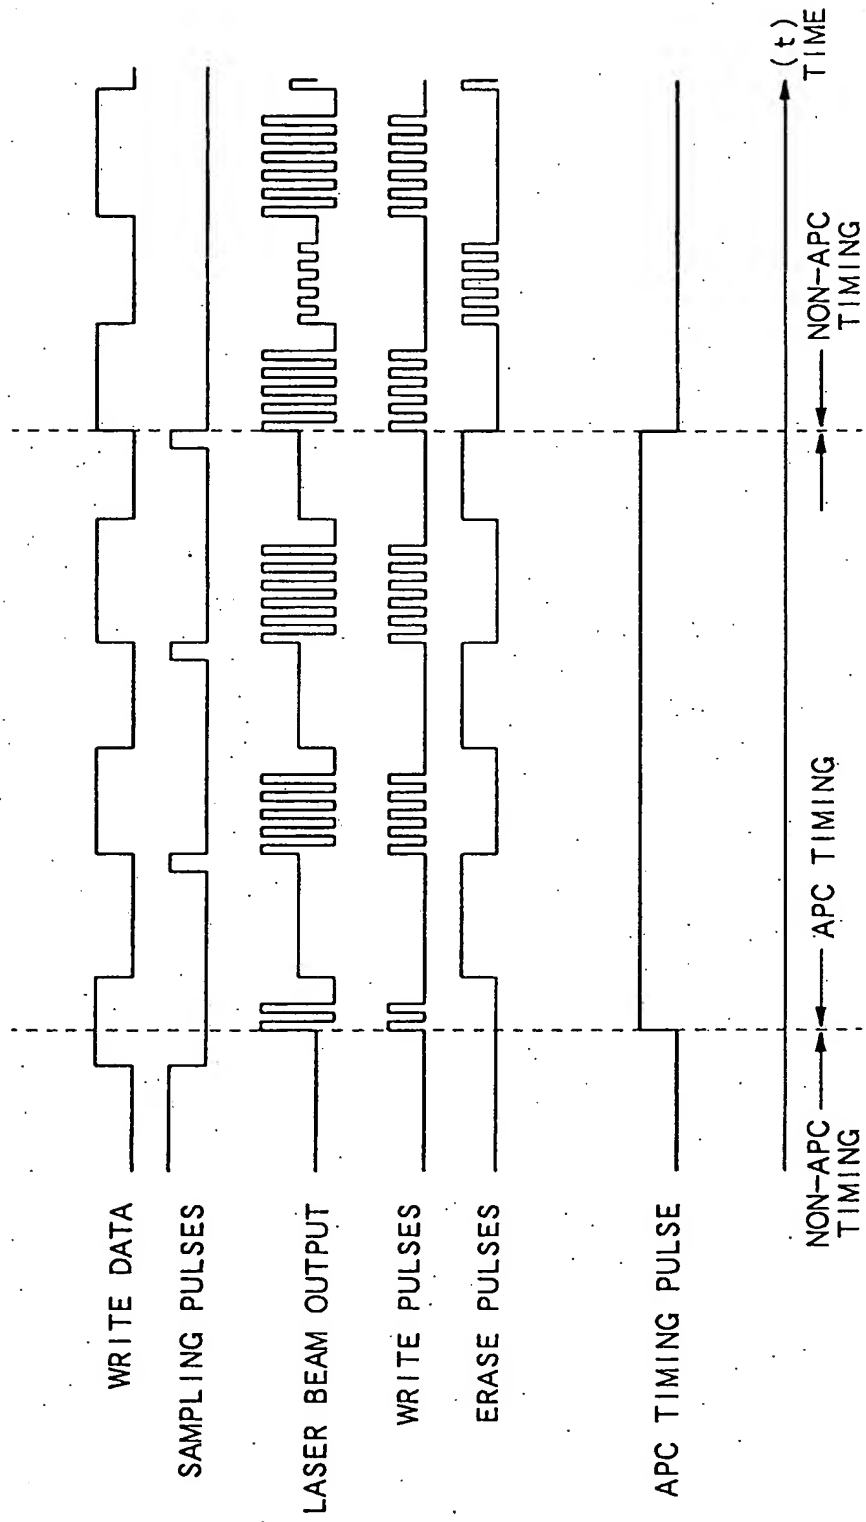 WRITE DATA
SAMPLING PULSES
LASER BEAM OUTPUT
WRITE PULSES
ERASE PULSES
APC TIMING PULSE
NON-APC
TIMING
APC TIMING
NON-APC
TIMING
(t)
TIME